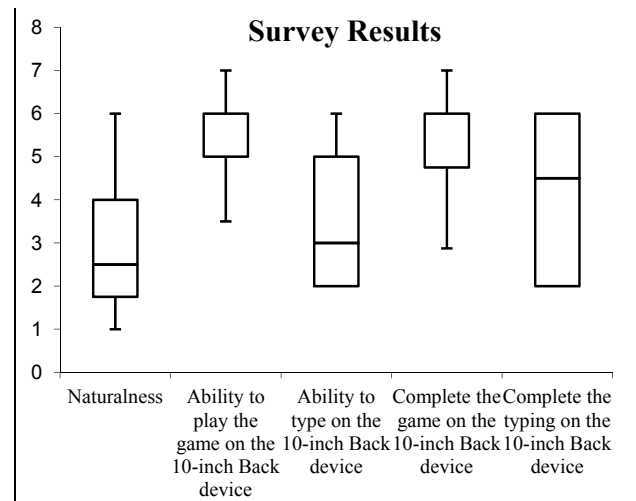 Survey Results
8
7
6
5
4
3
2
1
0
Naturalness
Ability to
play the
game on the
10-inch Back
device
Ability to
type on the
10-inch Back
device
Complete the
game on the
10-inch Back
device
Complete the
typing on the
10-inch Back
device